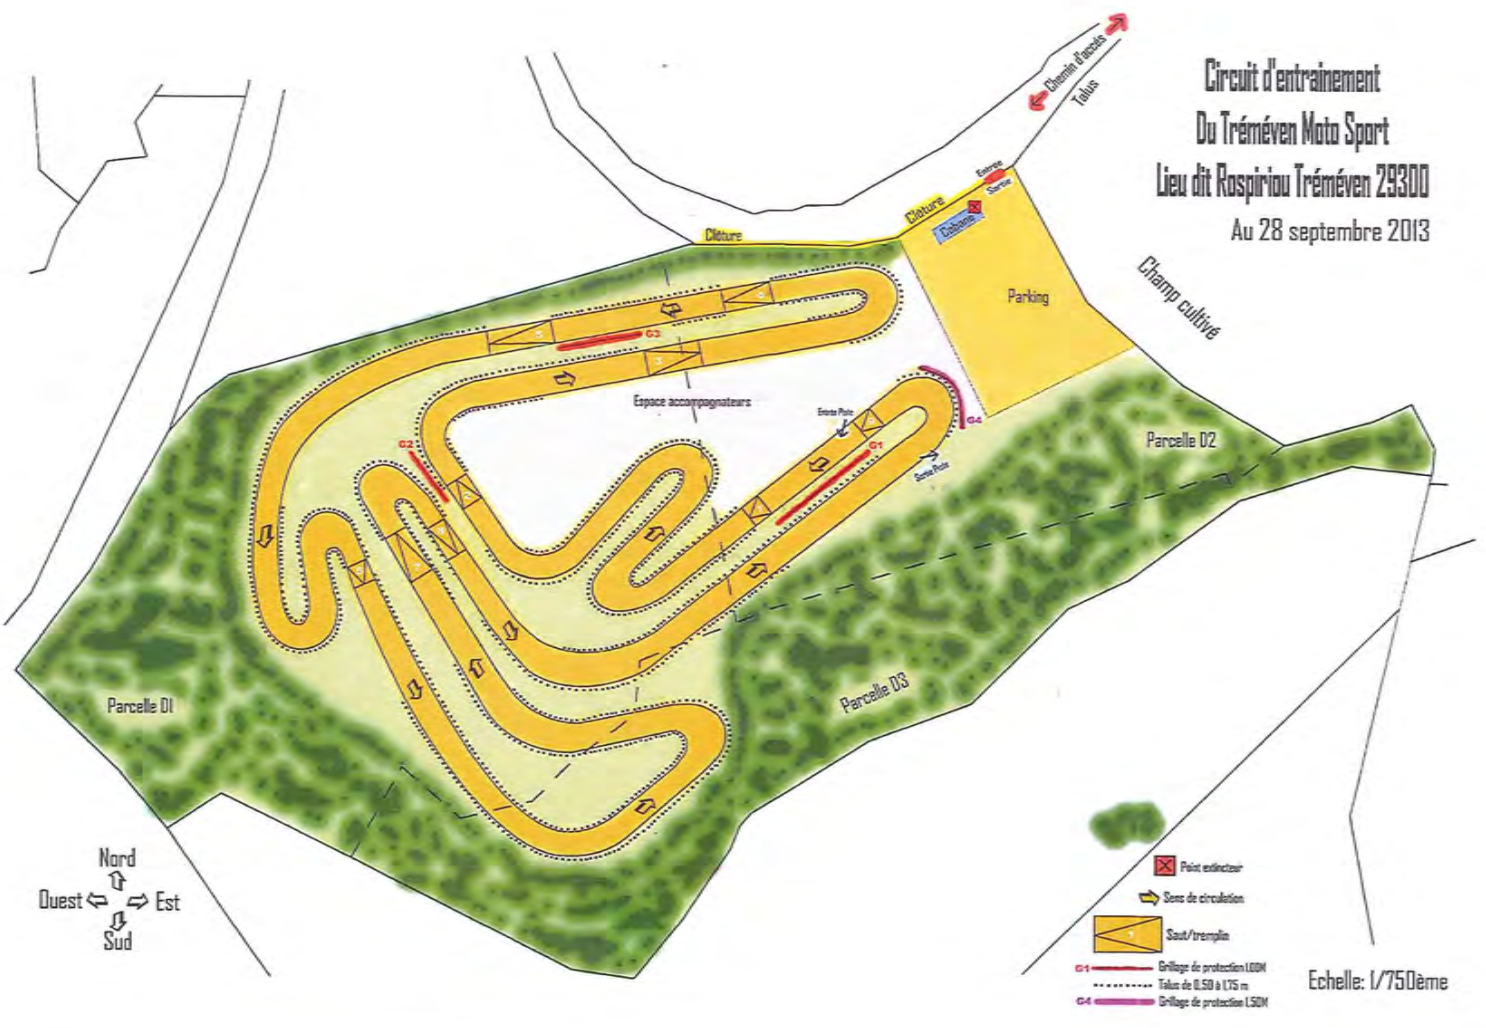 Circuit d'entrainement
Du Tréméven Moto Sport
Lieu dit Rospiriou Tréméven 29300
Au 28 septembre 2013
Chemin d'accés
Talus
Entrée
Sortie
Clôture
Clôture
Cabane
Parking
Champ cultivé
G3
Espace accompagnateurs
Entrée Piste
G2
G1
G4
Sortie Piste
Parcelle D2
Parcelle D3
Parcelle D1
Nord
Ouest
Est
Sud
Point extincteur
Sens de circulation
Saut/tremplin
G1 Grillage de protection 1.00M
Talus de 0,50 à 1,75 m
G4 Grillage de protection 1.50M
Echelle: 1/750ème